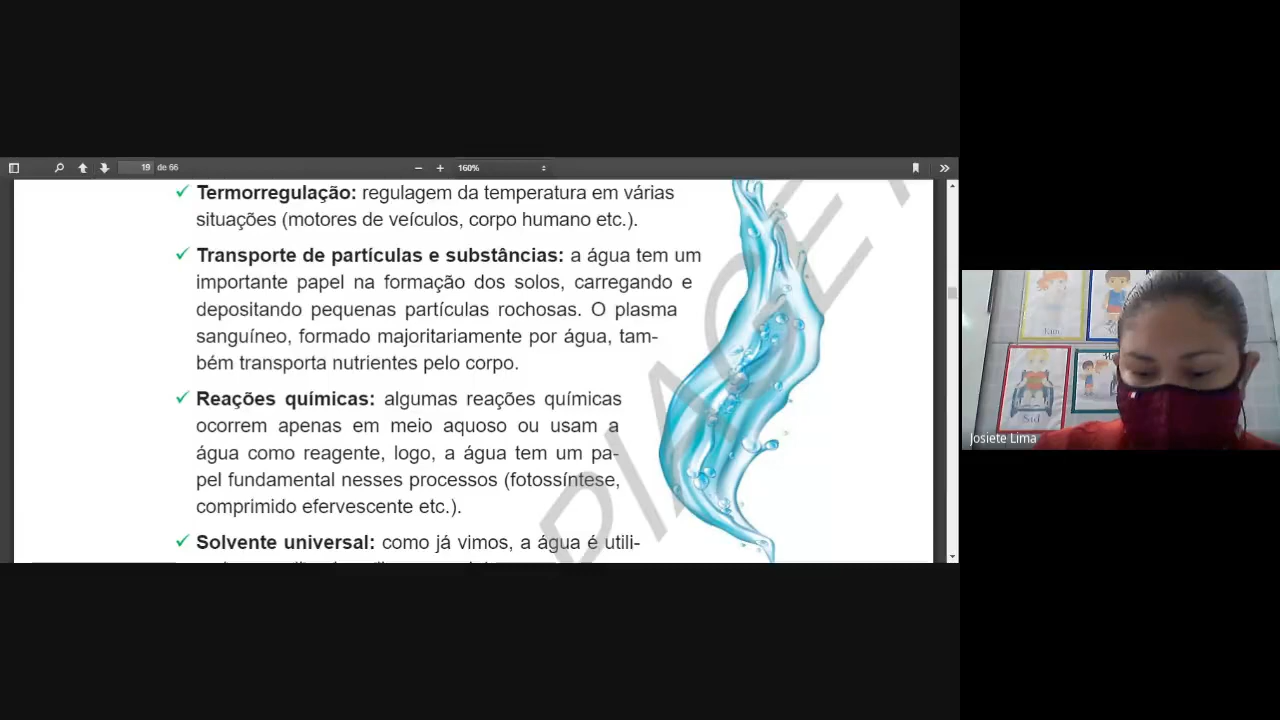 19 de 66
160%
Termorregulação: regulagem da temperatura em várias
situações (motores de veículos, corpo humano etc.).
Transporte de partículas e substâncias: a água tem um
importante papel na formação dos solos, carregando e
depositando pequenas partículas rochosas. O plasma
sanguíneo, formado majoritariamente por água, tam-
bém transporta nutrientes pelo corpo.
Reações químicas: algumas reações químicas
ocorrem apenas em meio aquoso ou usam a
água como reagente, logo, a água tem um pa-
pel fundamental nesses processos (fotossíntese,
comprimido efervescente etc.).
Solvente universal: como já vimos, a água é utili-
Josiete Lima